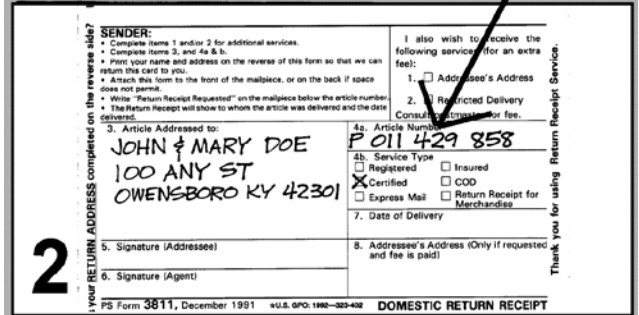 SENDER:
• Complete items 1 and/or 2 for additional services.
• Complete items 3, and 4a & b.
• Print your name and address on the reverse of this form so that we can
return this card to you.
• Attach this form to the front of the mailpiece, or on the back if space
does not permit.
• Write "Return Receipt Requested" on the mailpiece below the article number.
• The Return Receipt will show to whom the article was delivered and the date
delivered.
I also wish to receive the
following services (for an extra
fee):
1. ☐ Addressee's Address
2. ☐ Restricted Delivery
Consult postmaster for fee.
3. Article Addressed to:
JOHN & MARY DOE
100 ANY ST
OWENSBORO KY 42301
4a. Article Number
P 011 429 858
4b. Service Type
☐ Registered ☐ Insured
☒ Certified ☐ COD
☐ Express Mail ☐ Return Receipt for
Merchandise
7. Date of Delivery
5. Signature (Addressee)
6. Signature (Agent)
8. Addressee's Address (Only if requested
and fee is paid)
PS Form 3811, December 1991 ★U.S. GPO: 1992—323-402 DOMESTIC RETURN RECEIPT
your RETURN ADDRESS completed on the reverse side?
Thank you for using Return Receipt Service.
2